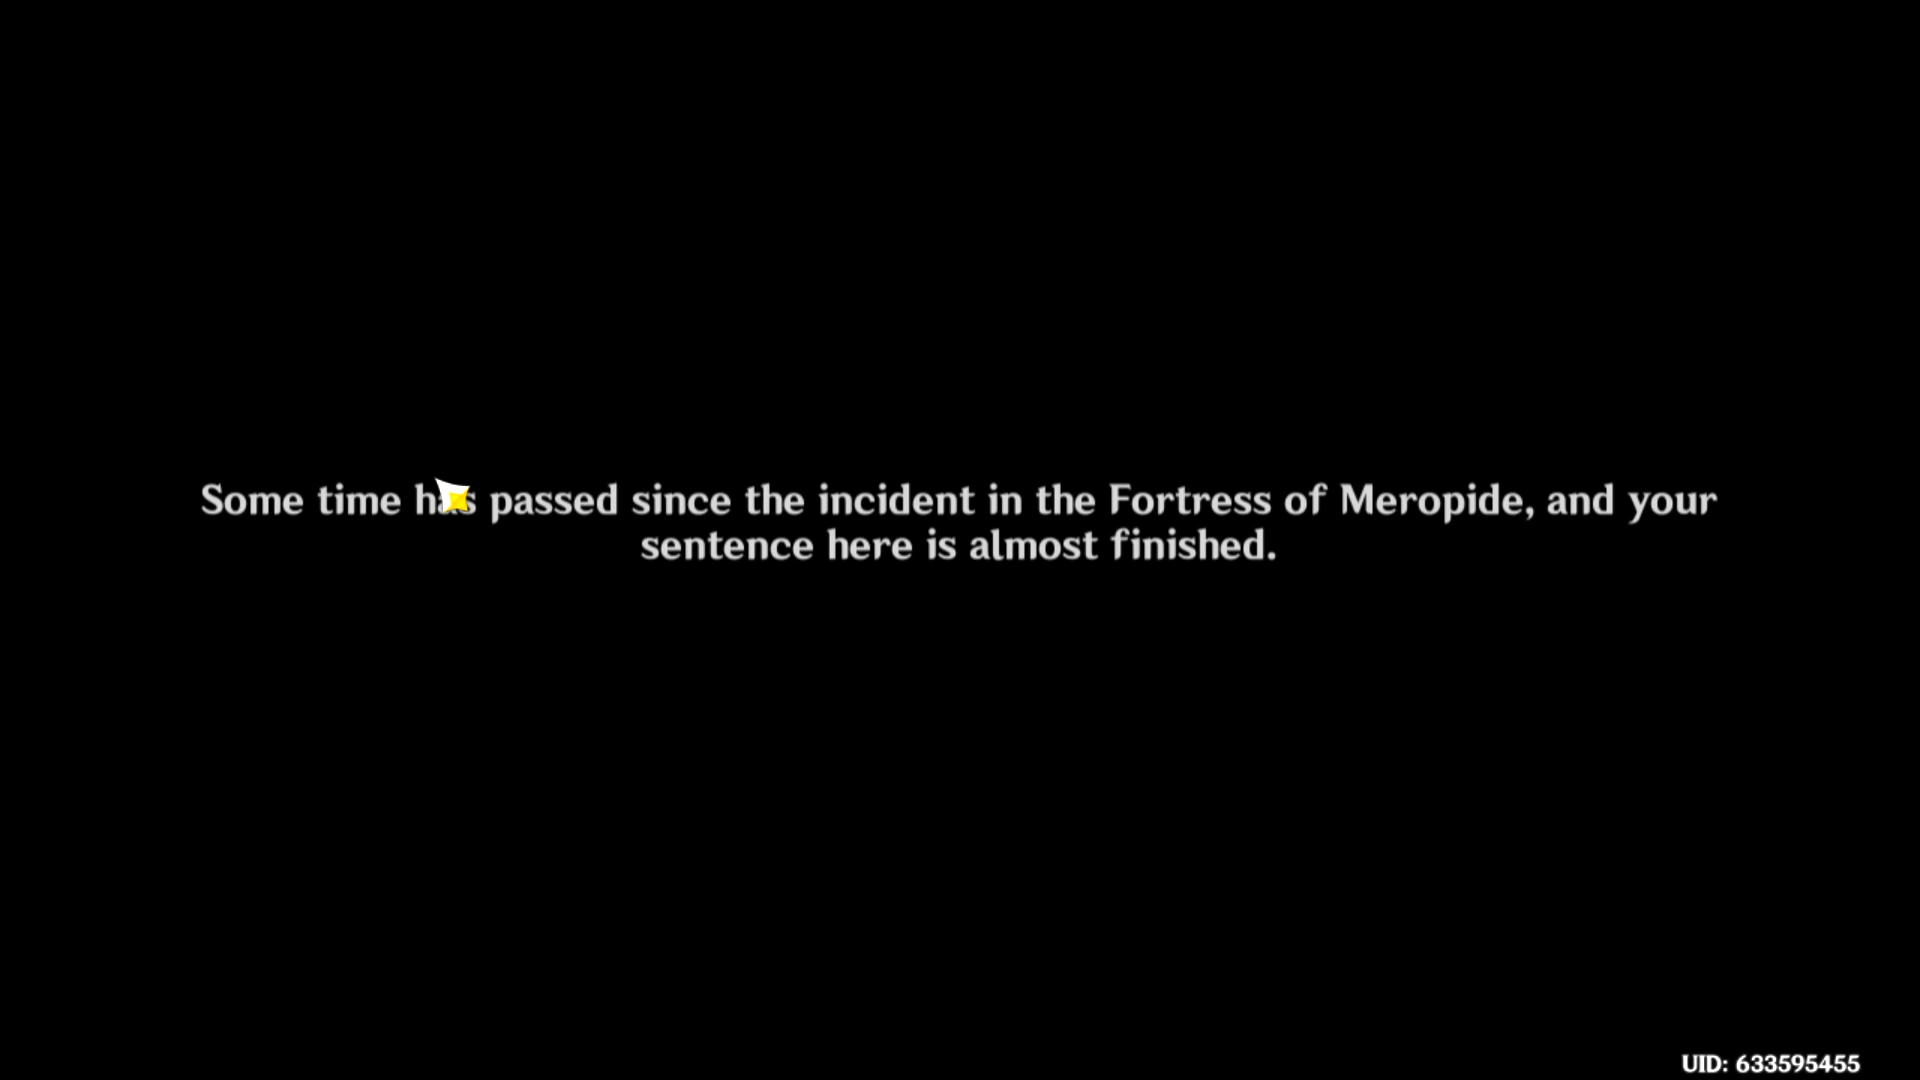 Some time has passed since the incident in the Fortress of Meropide, and your
sentence here is almost finished.
UID: 633595455